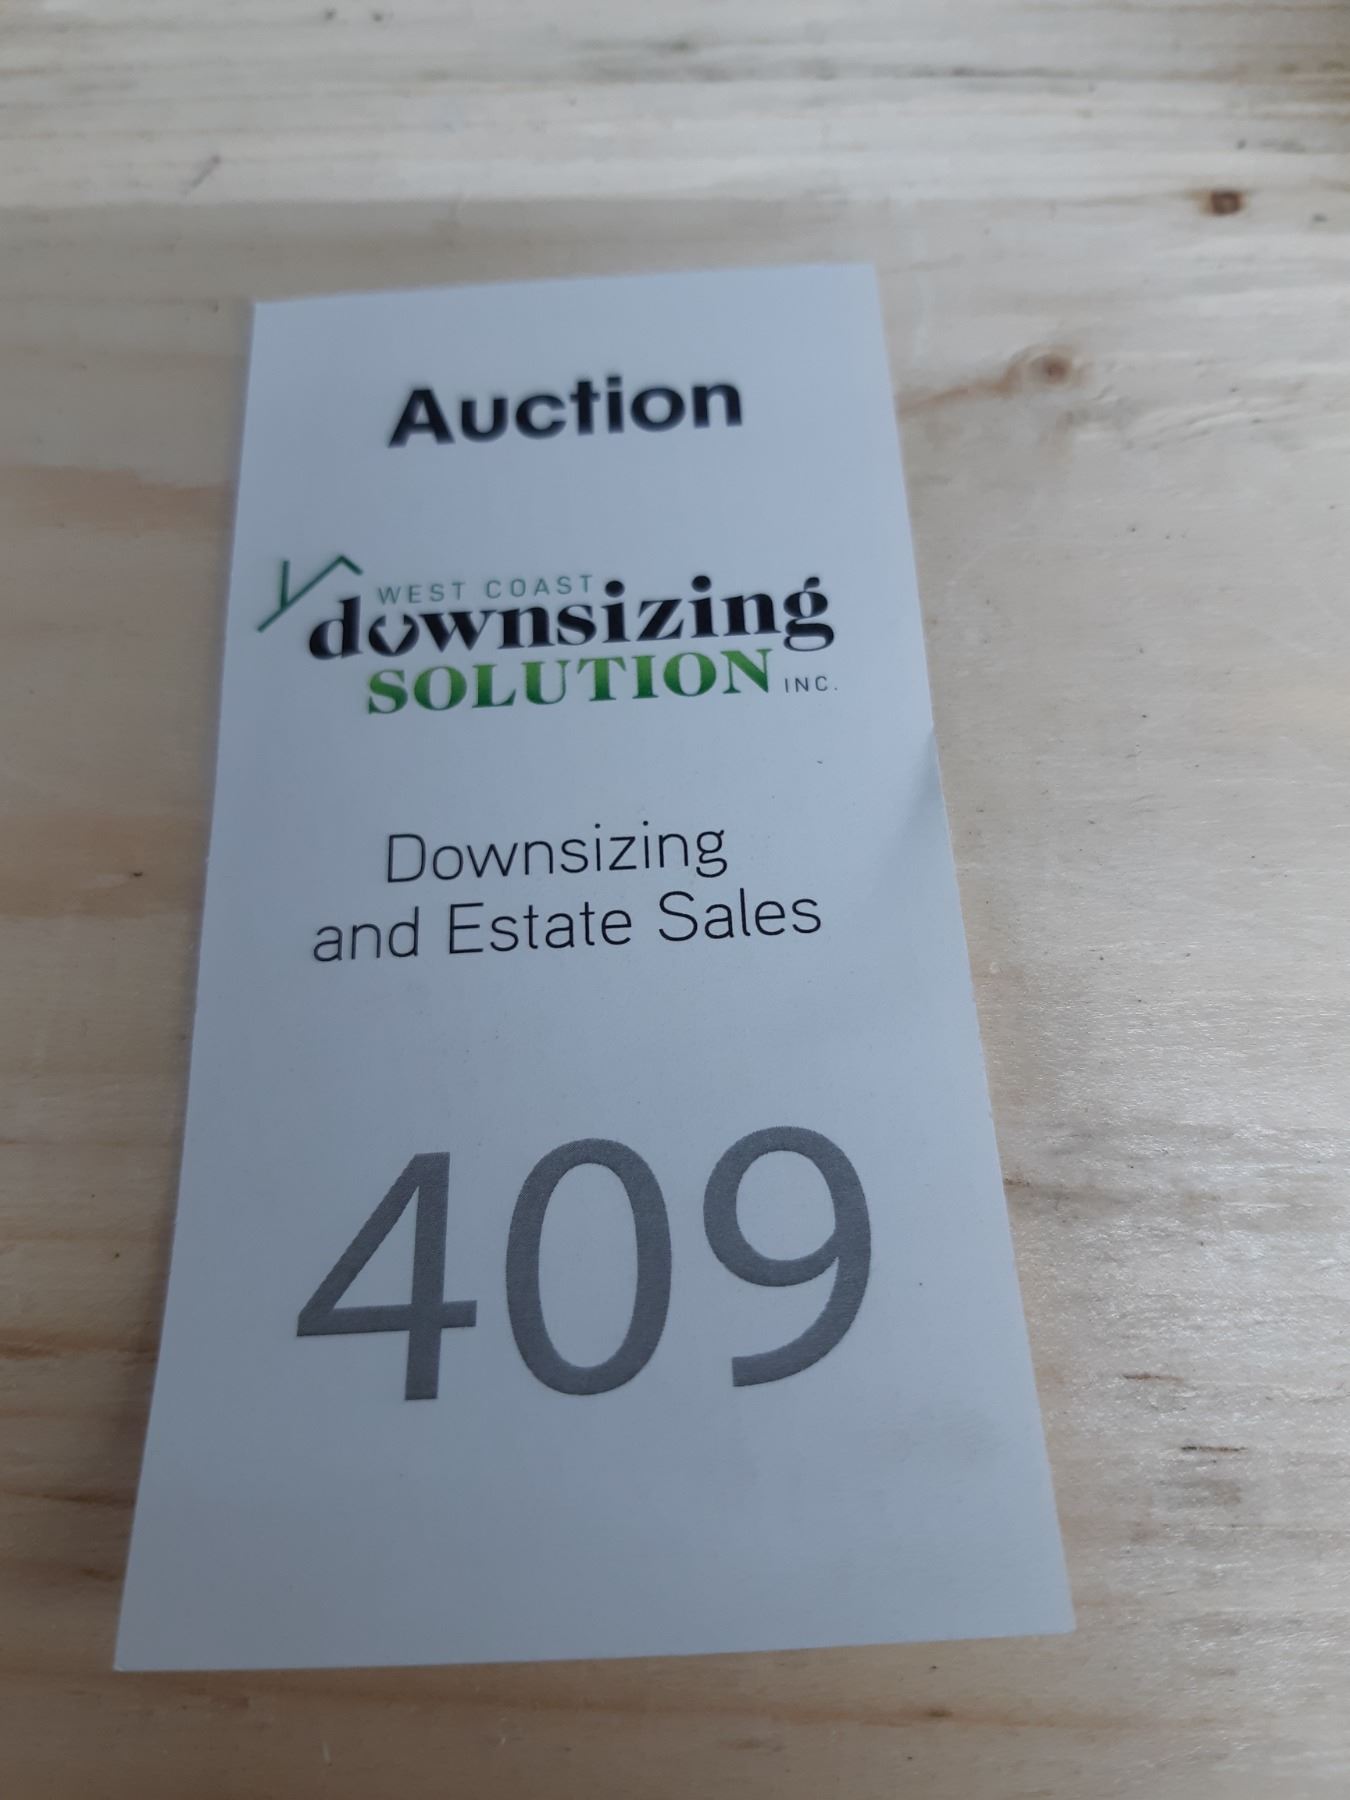 Auction
WEST COAST
downsizing
SOLUTION INC.
Downsizing
and Estate Sales
409